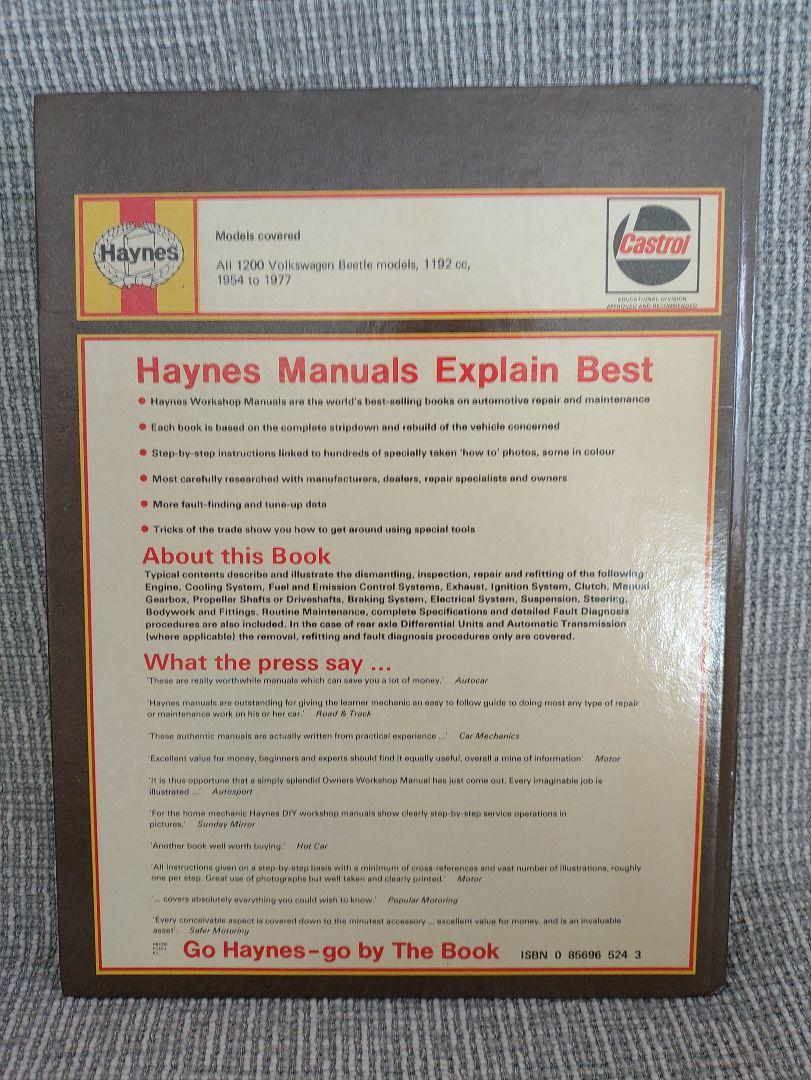 Haynes
Models covered
All 1200 Volkswagen Beetle models, 1192 cc,
1954 to 1977
Castrol
EDUCATIONAL DIVISION
APPROVED AND RECOMMENDED
Haynes Manuals Explain Best
• Haynes Workshop Manuals are the world's best-selling books on automotive repair and maintenance
• Each book is based on the complete stripdown and rebuild of the vehicle concerned
• Step-by-step instructions linked to hundreds of specially taken 'how to' photos, some in colour
• Most carefully researched with manufacturers, dealers, repair specialists and owners
• More fault-finding and tune-up data
• Tricks of the trade show you how to get around using special tools
About this Book
Typical contents describe and illustrate the dismantling, inspection, repair and refitting of the following
Engine, Cooling System, Fuel and Emission Control Systems, Exhaust, Ignition System, Clutch, Manual
Gearbox, Propeller Shafts or Driveshafts, Braking System, Electrical System, Suspension, Steering,
Bodywork and Fittings. Routine Maintenance, complete Specifications and detailed Fault Diagnosis
procedures are also included. In the case of rear axle Differential Units and Automatic Transmission
(where applicable) the removal, refitting and fault diagnosis procedures only are covered.
What the press say ...
'These are really worthwhile manuals which can save you a lot of money.' Autocar
'Haynes manuals are outstanding for giving the learner mechanic an easy to follow guide to doing most any type of repair
or maintenance work on his or her car.' Road & Track
'These authentic manuals are actually written from practical experience ...' Car Mechanics
'Excellent value for money, beginners and experts should find it equally useful, overall a mine of information' Motor
'It is thus opportune that a simply splendid Owners Workshop Manual has just come out. Every imaginable job is
illustrated ...' Autosport
'For the home mechanic Haynes DIY workshop manuals show clearly step-by-step service operations in
pictures.' Sunday Mirror
'Another book well worth buying.' Hot Car
'All instructions given on a step-by-step basis with a minimum of cross-references and vast number of illustrations, roughly
one per step. Great use of photographs but well taken and clearly printed.' Motor
'... covers absolutely everything you could wish to know.' Popular Motoring
'Every conceivable aspect is covered down to the minutest accessory ... excellent value for money, and is an invaluable
asset'. Safer Motoring
Go Haynes-go by The Book ISBN 0 85696 524 3